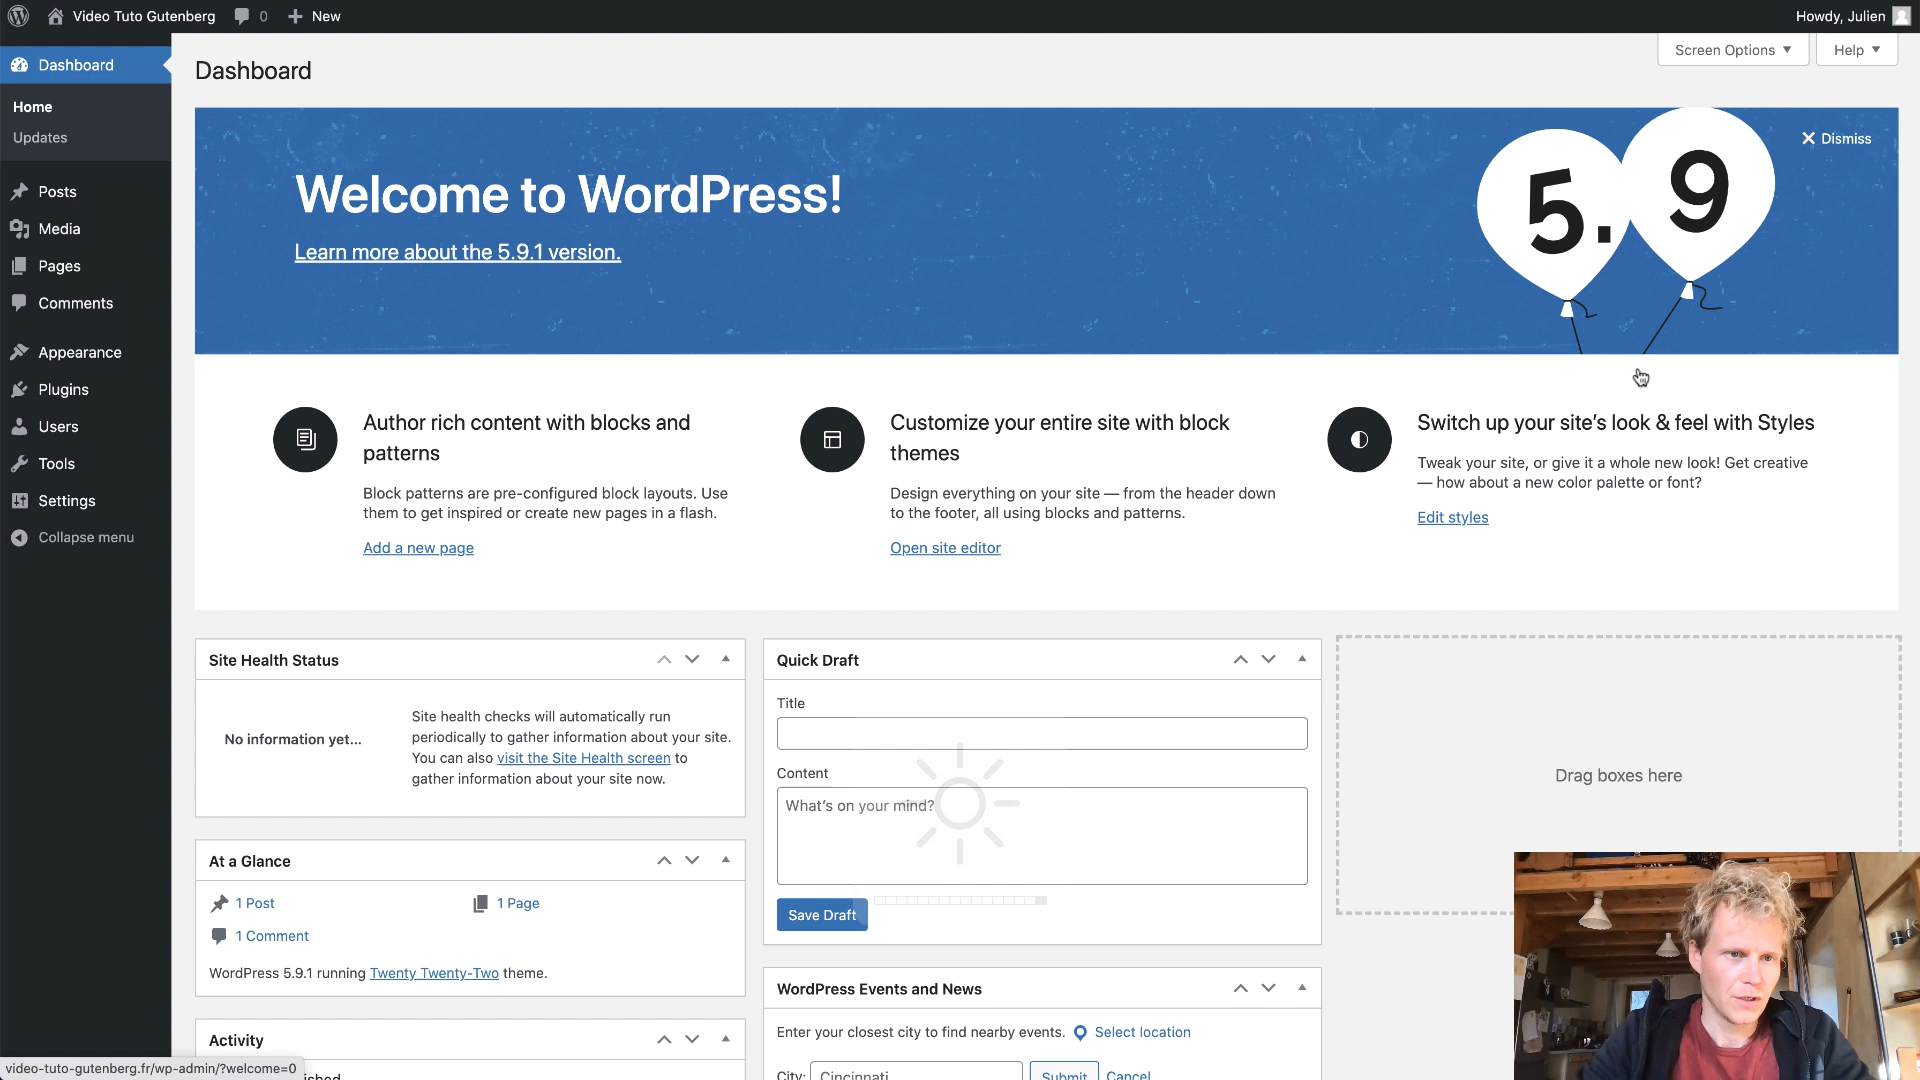 Video Tuto Gutenberg
0
New
Howdy, Julien
Dashboard
Home
Updates
Posts
Media
Pages
Comments
Appearance
Plugins
Users
Tools
Settings
Collapse menu
Screen Options
Help
Dashboard
Welcome to WordPress!
Learn more about the 5.9.1 version.
5.9
Dismiss
Author rich content with blocks and
patterns
Block patterns are pre-configured block layouts. Use
them to get inspired or create new pages in a flash.
Add a new page
Customize your entire site with block
themes
Design everything on your site — from the header down
to the footer, all using blocks and patterns.
Open site editor
Switch up your site’s look & feel with Styles
Tweak your site, or give it a whole new look! Get creative
— how about a new color palette or font?
Edit styles
Site Health Status
No information yet...
Site health checks will automatically run
periodically to gather information about your site.
You can also visit the Site Health screen to
gather information about your site now.
At a Glance
1 Post
1 Page
1 Comment
WordPress 5.9.1 running Twenty Twenty-Two theme.
Activity
Quick Draft
Title
Content
What’s on your mind?
Save Draft
WordPress Events and News
Enter your closest city to find nearby events.
Select location
City:
Cincinnati
Submit
Cancel
Drag boxes here
video-tuto-gutenberg.fr/wp-admin/?welcome=0